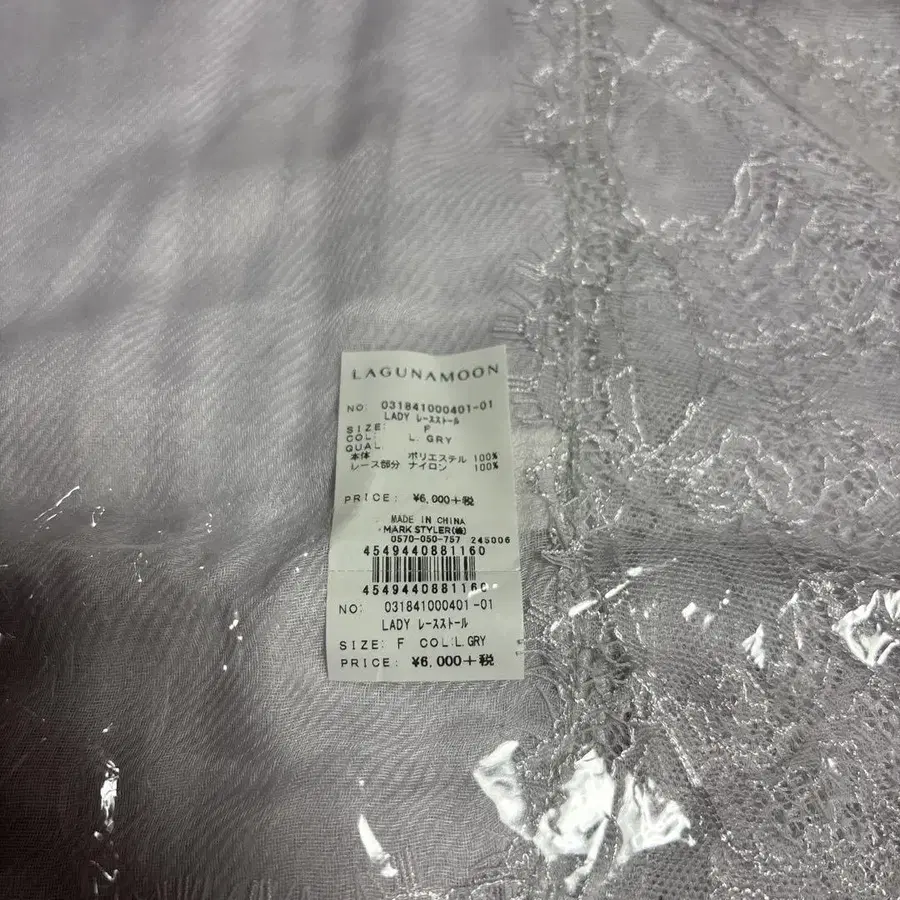 LAGUNAMOON
NO: 031841000401-01
LADY レースストール
SIZE: F
COL: L.GRY
QUAL
本体 ポリエステル 100%
レース部分 ナイロン 100%
PRICE: ¥6,000+税
MADE IN CHINA
MARK STYLER(株)
0570-050-757 245006
4549440881160
4549440881160
NO: 031841000401-01
LADY レースストール
SIZE: F COL:L.GRY
PRICE: ¥6,000+税